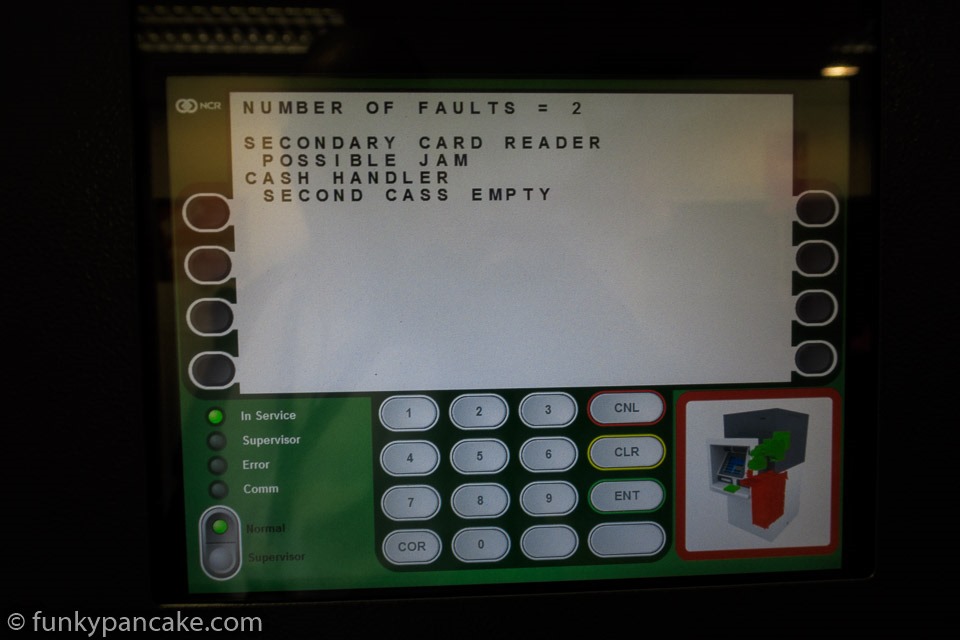 NCR
NUMBER OF FAULTS = 2
SECONDARY CARD READER
POSSIBLE JAM
CASH HANDLER
SECOND CASS EMPTY
In Service
Supervisor
Error
Comm
Normal
Supervisor
1 2 3 CNL
4 5 6 CLR
7 8 9 ENT
COR 0
© funkypancake.com